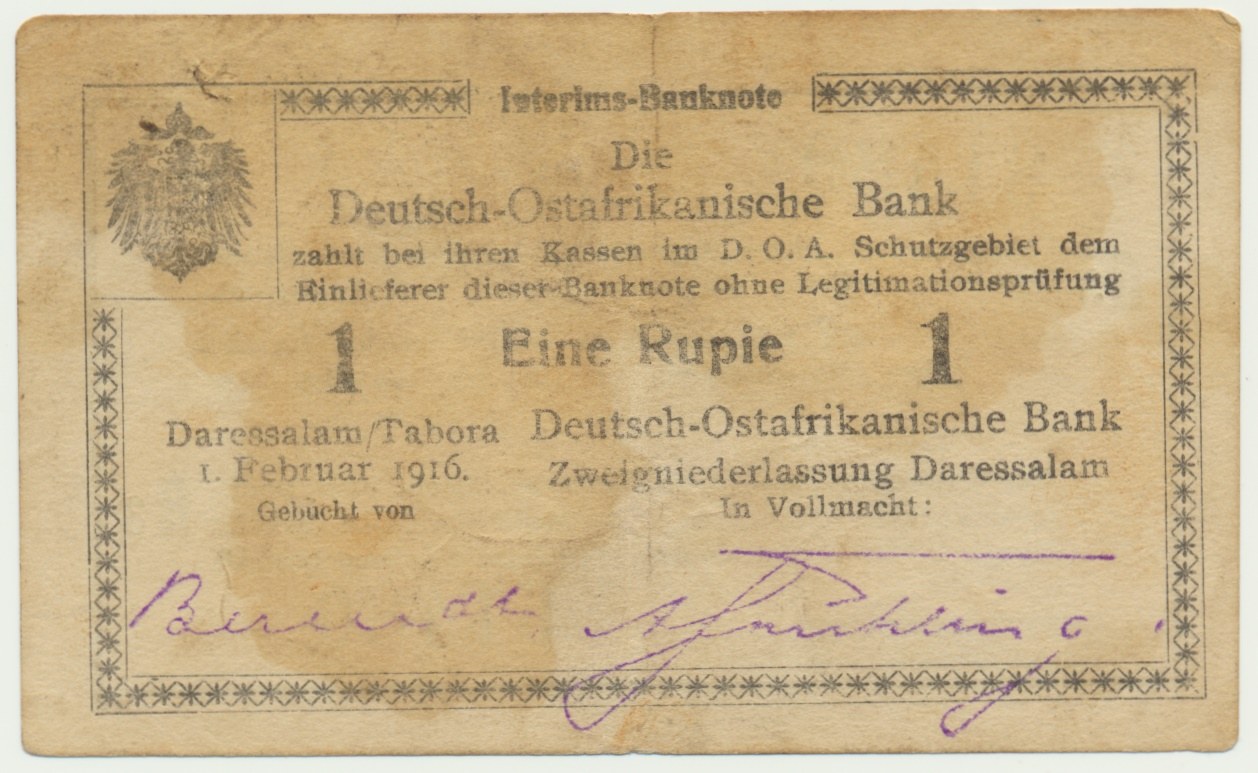 Interims-Banknote
Die
Deutsch-Ostafrikanische Bank
zahlt bei ihren Kassen im D. O. A. Schutzgebiet dem
Einlieferer dieser Banknote ohne Legitimationsprüfung
1 Eine Rupie 1
Daressalam/Tabora
1. Februar 1916.
Gebucht von
Deutsch-Ostafrikanische Bank
Zweigniederlassung Daressalam
In Vollmacht:
Berendt